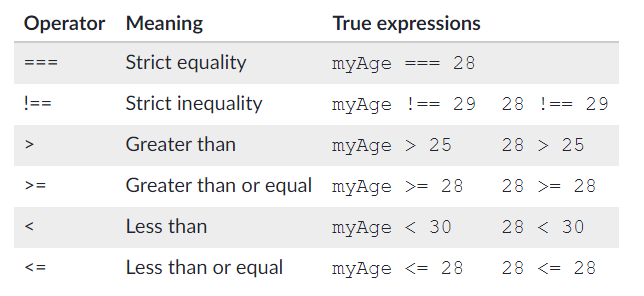 Operator Meaning True expressions
=== Strict equality myAge === 28
!== Strict inequality myAge !== 29 28 !== 29
> Greater than myAge > 25 28 > 25
>= Greater than or equal myAge >= 28 28 >= 28
< Less than myAge < 30 28 < 30
<= Less than or equal myAge <= 28 28 <= 28